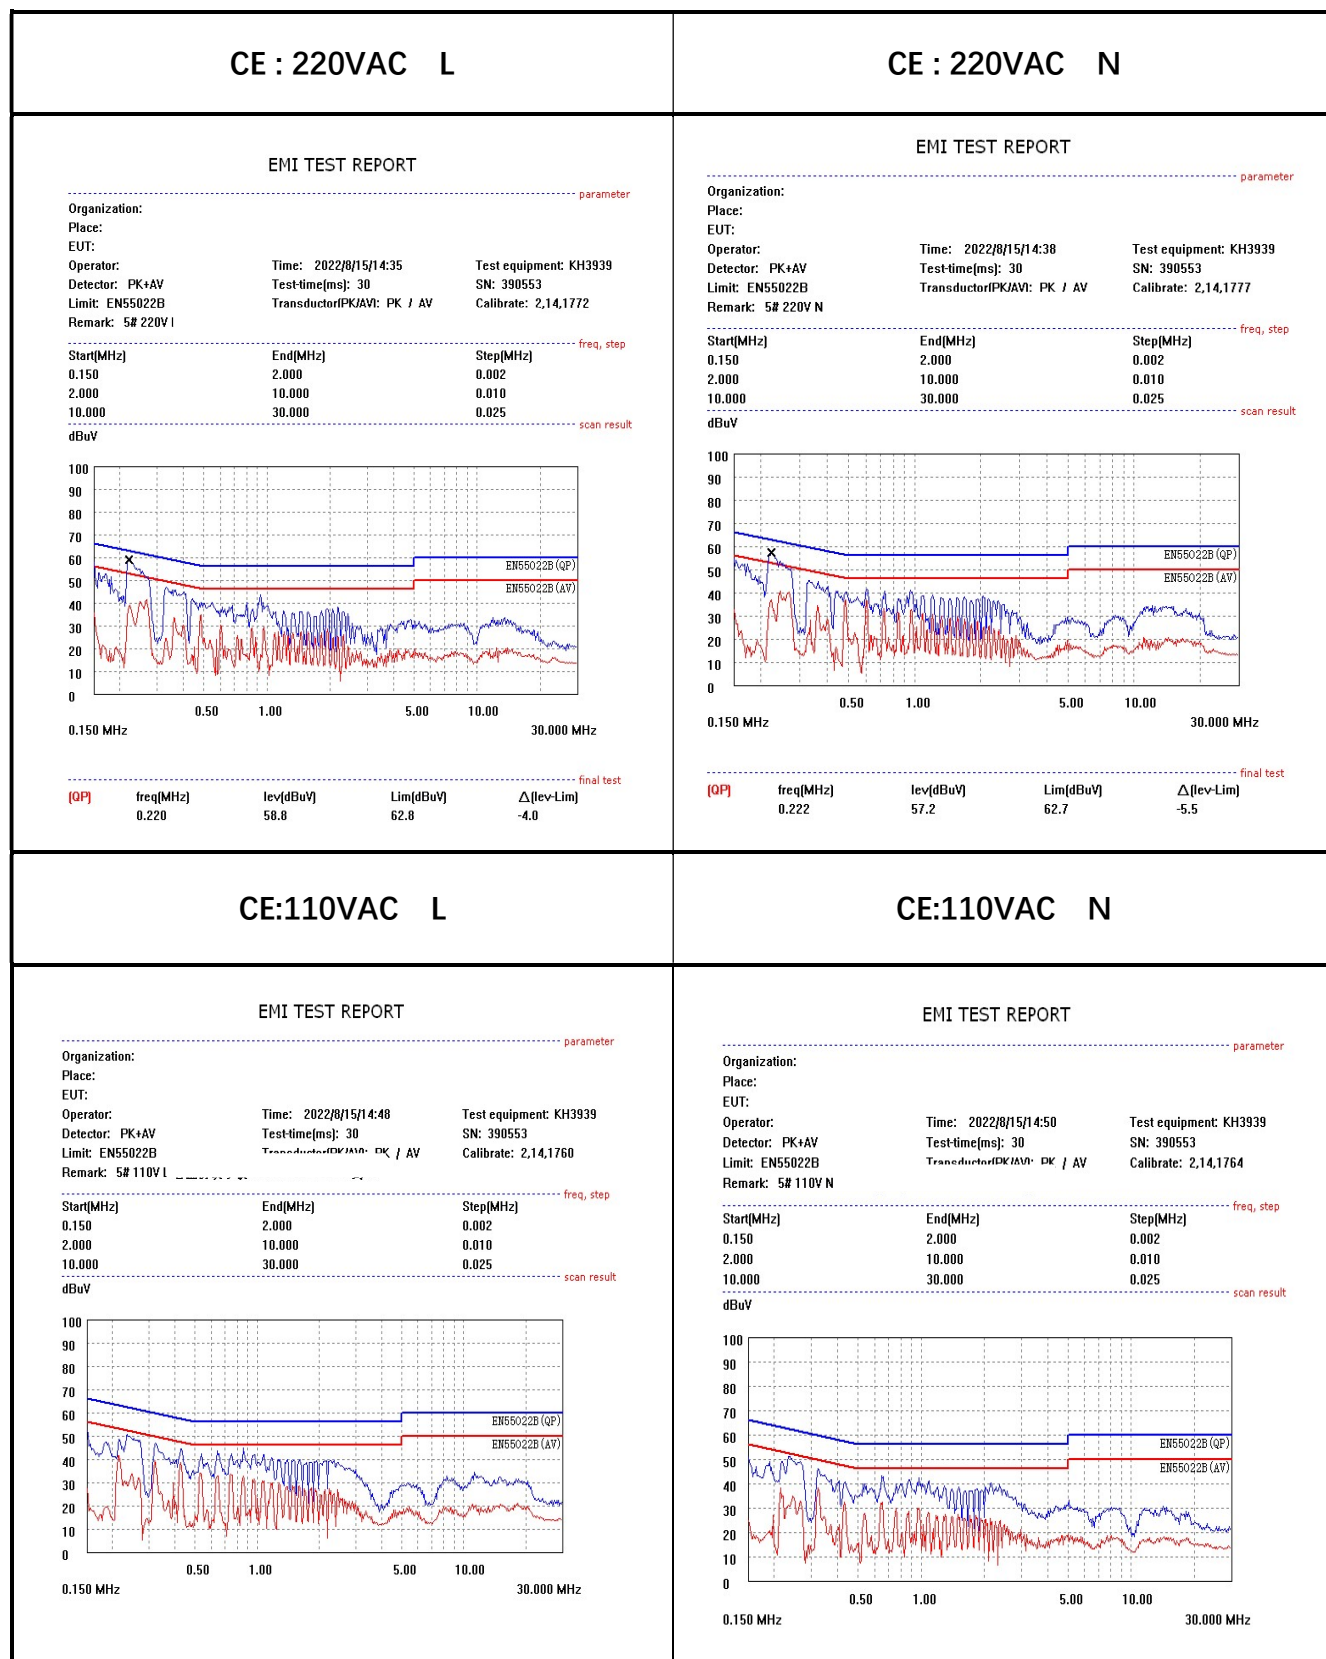 CE : 220VAC L
CE : 220VAC N
EMI TEST REPORT
parameter
Organization:
Place:
EUT:
Operator: Time: 2022/8/15/14:35 Test equipment: KH3939
Detector: PK+AV Test-time(ms): 30 SN: 390553
Limit: EN55022B Transductor(PK/AV): PK / AV Calibrate: 2,14,1772
Remark: 5# 220V
freq, step
Start(MHz) End(MHz) Step(MHz)
0.150 2.000 0.002
2.000 10.000 0.010
10.000 30.000 0.025
scan result
dBuV
100
90
80
70
60
50
40
30
20
10
0
EN55022B(QP)
EN55022B(AV)
0.50 1.00 5.00 10.00
0.150 MHz 30.000 MHz
final test
(QP) freq(MHz) lev(dBuV) Lim(dBuV) Δ(lev-Lim)
0.220 58.8 62.8 -4.0
EMI TEST REPORT
parameter
Organization:
Place:
EUT:
Operator: Time: 2022/8/15/14:38 Test equipment: KH3939
Detector: PK+AV Test-time(ms): 30 SN: 390553
Limit: EN55022B Transductor(PK/AV): PK / AV Calibrate: 2,14,1777
Remark: 5# 220V N
freq, step
Start(MHz) End(MHz) Step(MHz)
0.150 2.000 0.002
2.000 10.000 0.010
10.000 30.000 0.025
scan result
dBuV
100
90
80
70
60
50
40
30
20
10
0
EN55022B(QP)
EN55022B(AV)
0.50 1.00 5.00 10.00
0.150 MHz 30.000 MHz
final test
(QP) freq(MHz) lev(dBuV) Lim(dBuV) Δ(lev-Lim)
0.222 57.2 62.7 -5.5
CE:110VAC L
CE:110VAC N
EMI TEST REPORT
parameter
Organization:
Place:
EUT:
Operator: Time: 2022/8/15/14:48 Test equipment: KH3939
Detector: PK+AV Test-time(ms): 30 SN: 390553
Limit: EN55022B Transductor(PK/AV): PK / AV Calibrate: 2,14,1760
Remark: 5# 110V L
freq, step
Start(MHz) End(MHz) Step(MHz)
0.150 2.000 0.002
2.000 10.000 0.010
10.000 30.000 0.025
scan result
dBuV
100
90
80
70
60
50
40
30
20
10
0
EN55022B(QP)
EN55022B(AV)
0.50 1.00 5.00 10.00
0.150 MHz 30.000 MHz
EMI TEST REPORT
parameter
Organization:
Place:
EUT:
Operator: Time: 2022/8/15/14:50 Test equipment: KH3939
Detector: PK+AV Test-time(ms): 30 SN: 390553
Limit: EN55022B Transductor(PK/AV): PK / AV Calibrate: 2,14,1764
Remark: 5# 110V N
freq, step
Start(MHz) End(MHz) Step(MHz)
0.150 2.000 0.002
2.000 10.000 0.010
10.000 30.000 0.025
scan result
dBuV
100
90
80
70
60
50
40
30
20
10
0
EN55022B(QP)
EN55022B(AV)
0.50 1.00 5.00 10.00
0.150 MHz 30.000 MHz